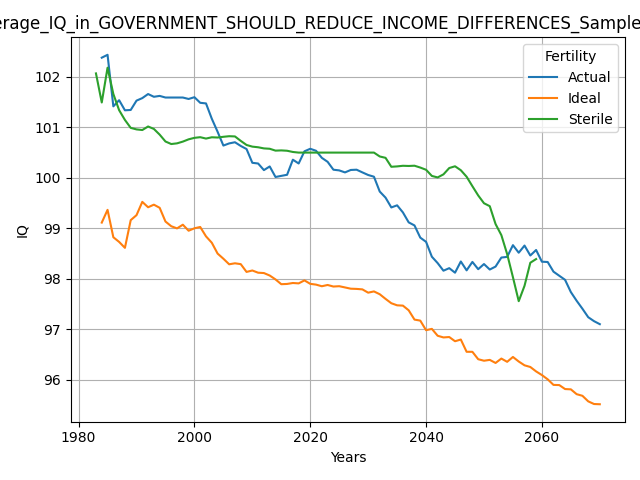 erage_IQ_in_GOVERNMENT_SHOULD_REDUCE_INCOME_DIFFERENCES_Sample
Fertility
Actual
Ideal
Sterile
102
101
100
99
98
97
96
IQ
1980
2000
2020
2040
2060
Years